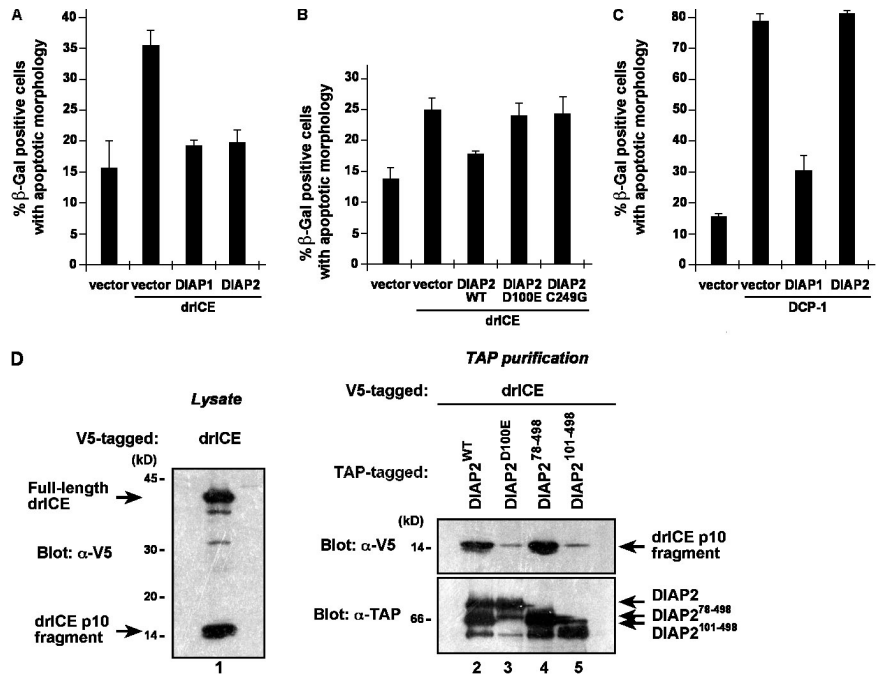 A
% β-Gal positive cells
with apoptotic morphology
40
35
30
25
20
15
10
5
0
vector vector DIAP1 DIAP2
drICE
B
% β-Gal positive cells
with apoptotic morphology
30
25
20
15
10
5
0
vector vector DIAP2 DIAP2 DIAP2
WT D100E C249G
drICE
C
% β-Gal positive cells
with apoptotic morphology
80
70
60
50
40
30
20
10
0
vector vector DIAP1 DIAP2
DCP-1
D
Lysate
V5-tagged: drICE
(kD)
45
Full-length
drICE
Blot: α-V5
30
20
drICE p10
fragment
14
1
TAP purification
V5-tagged: drICE
TAP-tagged: DIAP2WT DIAP2D100E DIAP278-498 DIAP2101-498
(kD)
Blot: α-V5 14 drICE p10
fragment
Blot: α-TAP 66
DIAP2
DIAP278-498
DIAP2101-498
2 3 4 5